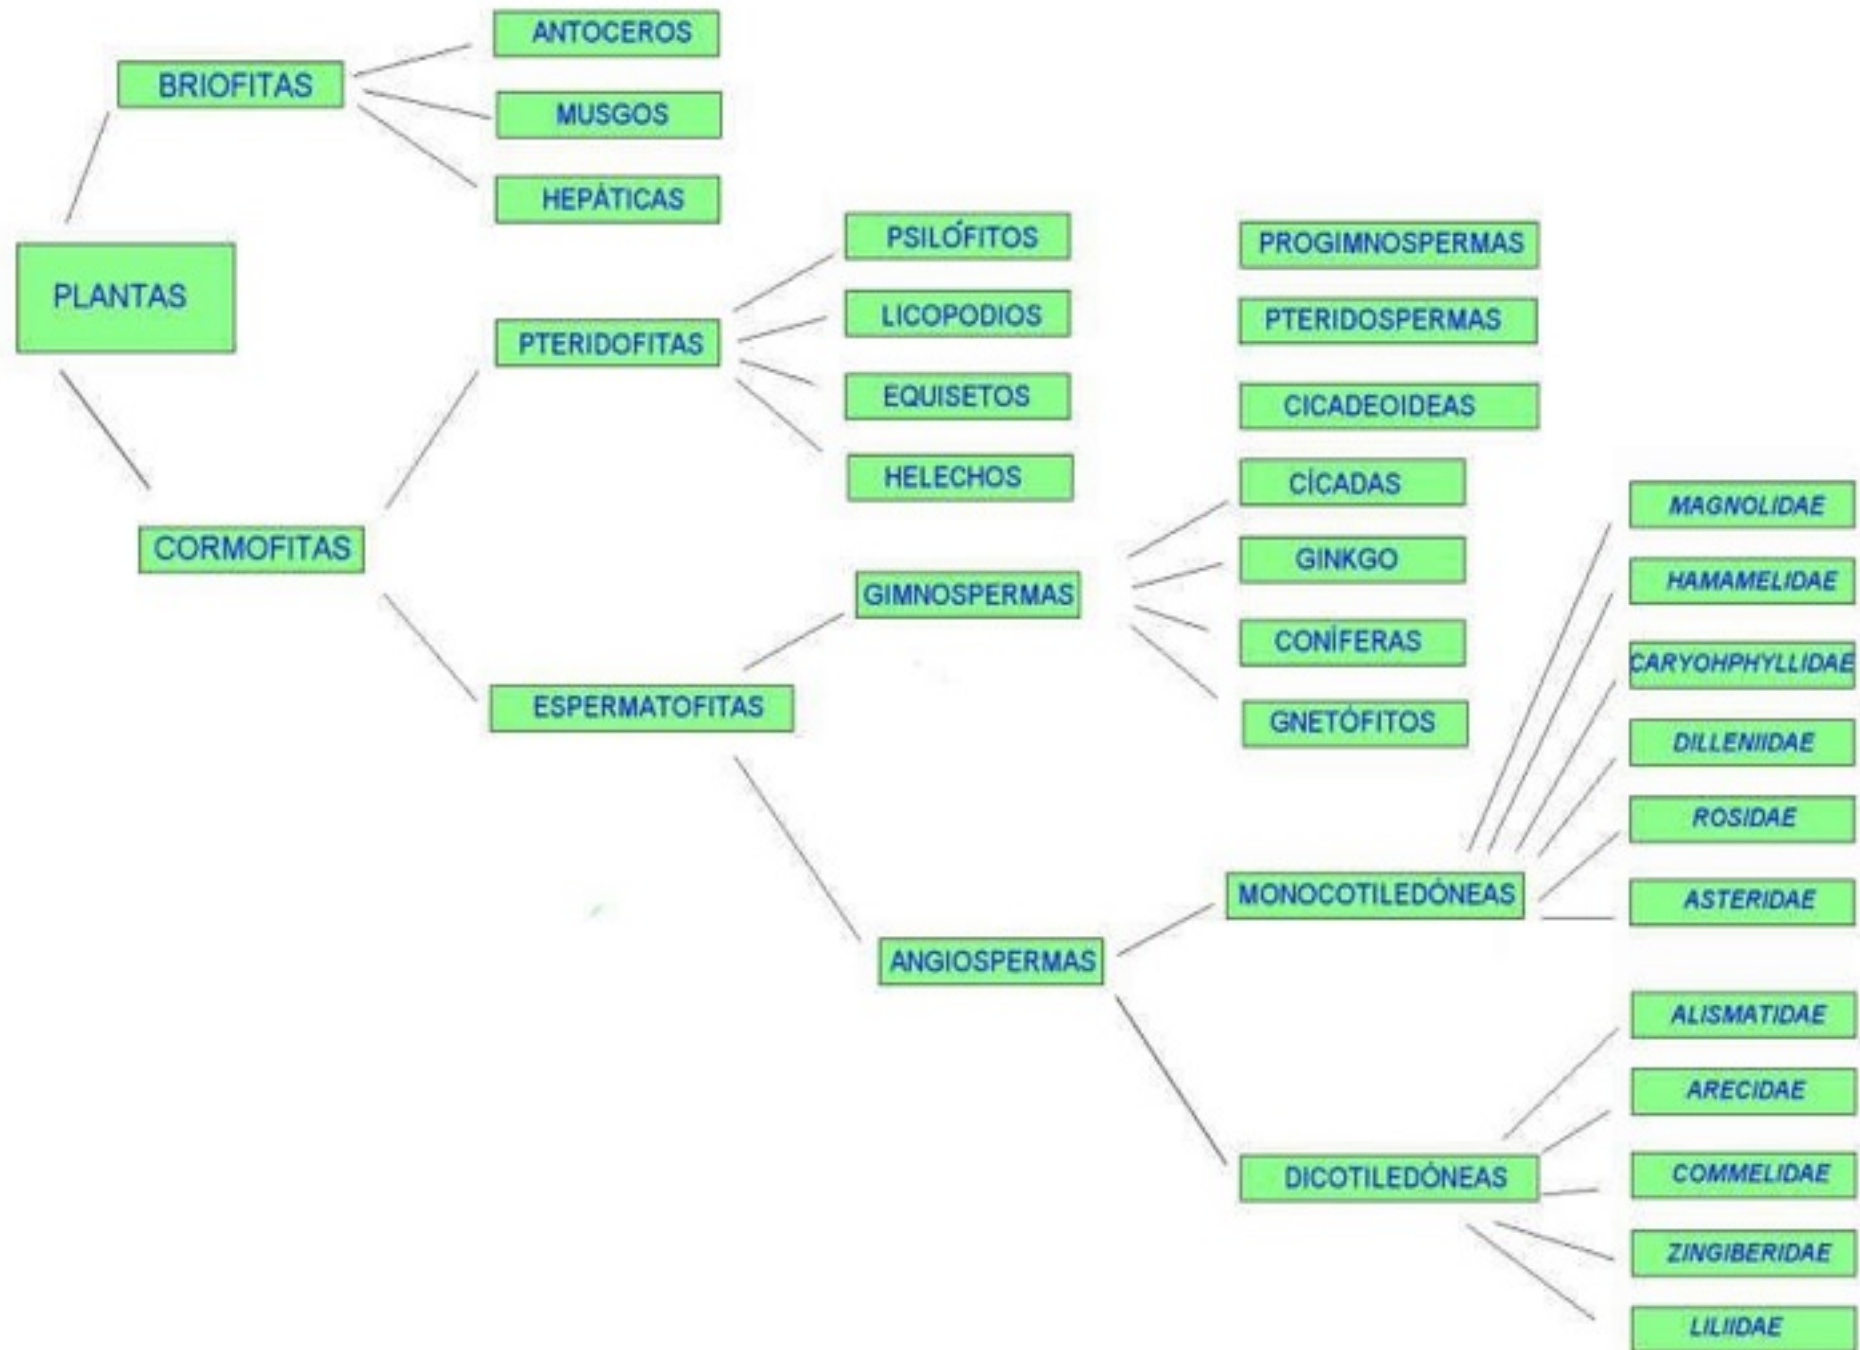 ANTOCEROS
BRIOFITAS
MUSGOS
HEPÁTICAS
PLANTAS
PSILÓFITOS
PROGIMNOSPERMAS
LICOPODIOS
PTERIDOSPERMAS
PTERIDOFITAS
EQUISETOS
CICADEOIDEAS
HELECHOS
CÍCADAS
MAGNOLIDAE
CORMOFITAS
GINKGO
HAMAMELIDAE
GIMNOSPERMAS
CONÍFERAS
CARYOHPHYLLIDAE
ESPERMATOFITAS
GNETÓFITOS
DILLENIIDAE
ROSIDAE
MONOCOTILEDÓNEAS
ASTERIDAE
ANGIOSPERMAS
ALISMATIDAE
ARECIDAE
DICOTILEDÓNEAS
COMMELIDAE
ZINGIBERIDAE
LILIIDAE